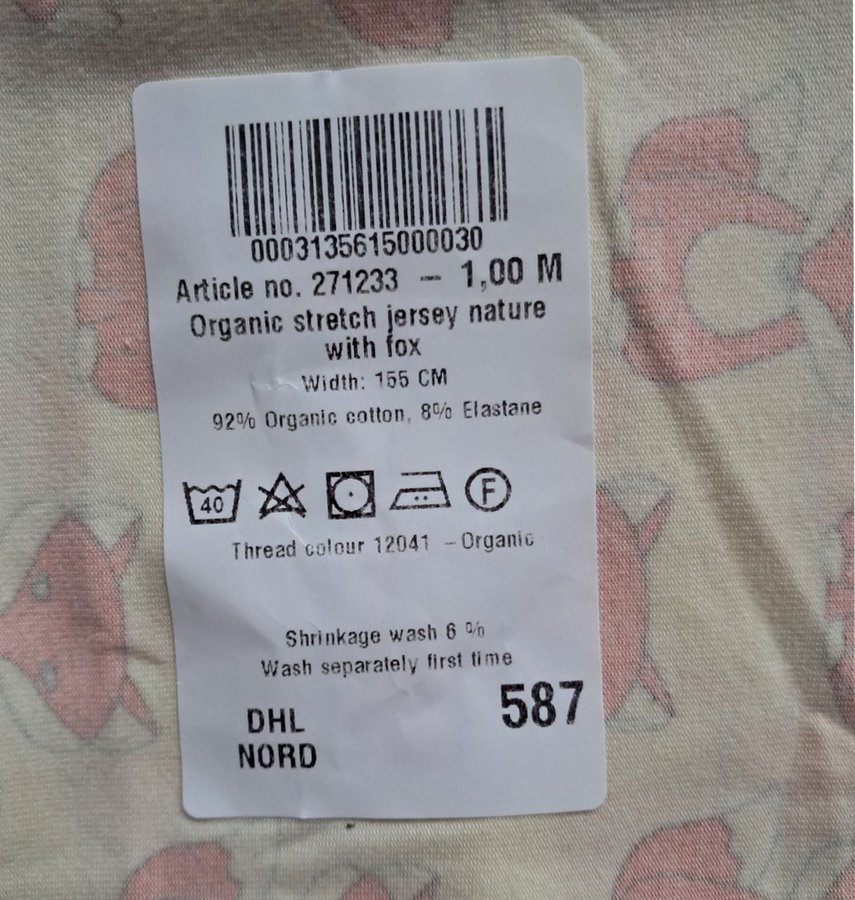 0003135615000030
Article no. 271233 – 1,00 M
Organic stretch jersey nature
with fox
Width: 155 CM
92% Organic cotton, 8% Elastane
40 F
Thread colour 12041 – Organic
Shrinkage wash 6 %
Wash separately first time
587
DHL
NORD